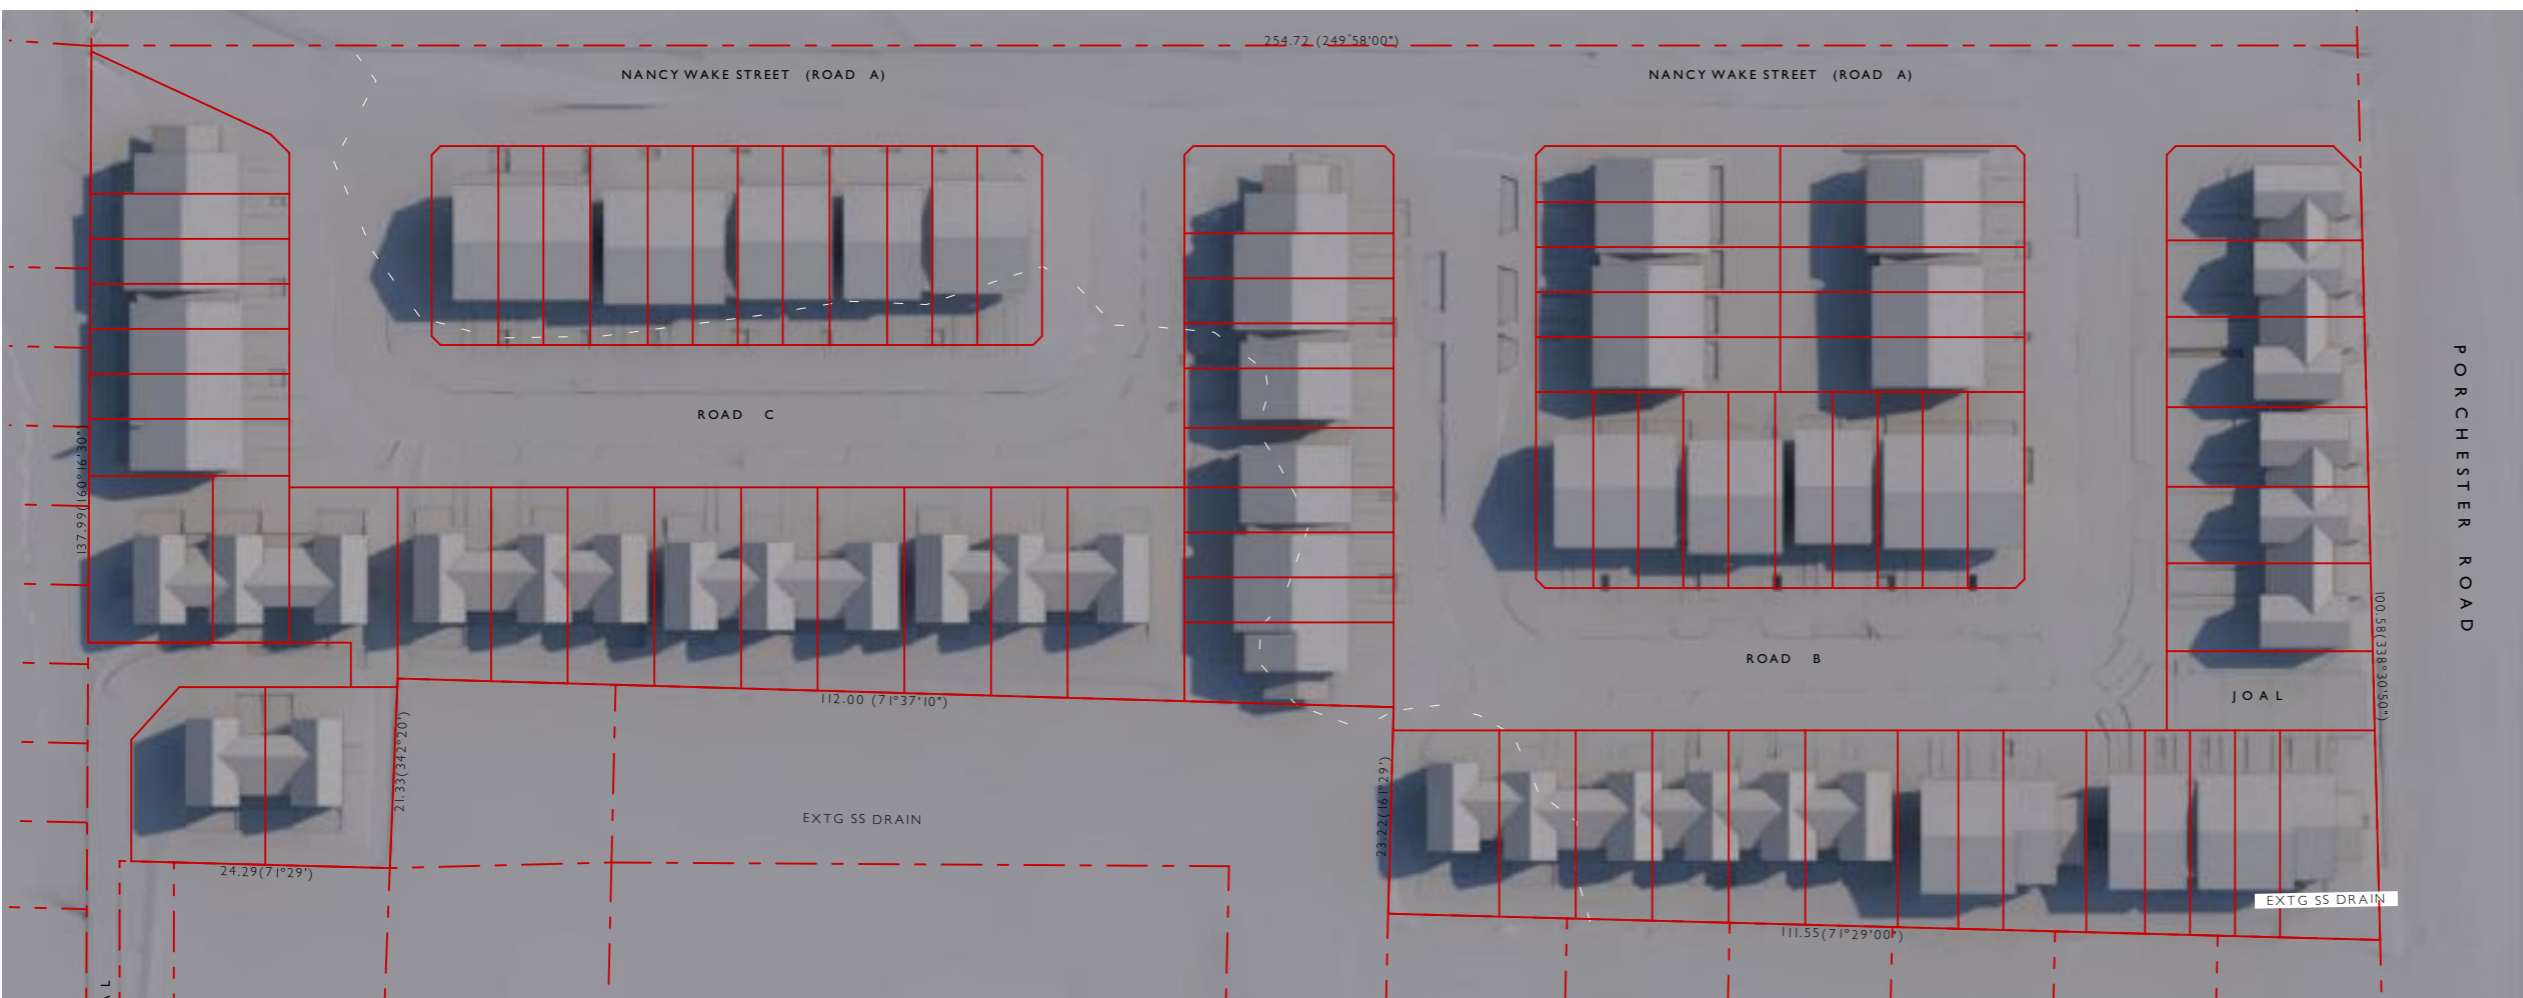 254.72 (249°58'00")
NANCY WAKE STREET (ROAD A)
NANCY WAKE STREET (ROAD A)
ROAD C
PORCHESTER ROAD
137.99(160°16'30")
ROAD B
100.58(338°30'50")
JOAL
112.00 (71°37'10")
21.33(342°20')
23.22(161°29')
EXTG SS DRAIN
24.29(71°29')
EXTG SS DRAIN
111.55(71°29'00")